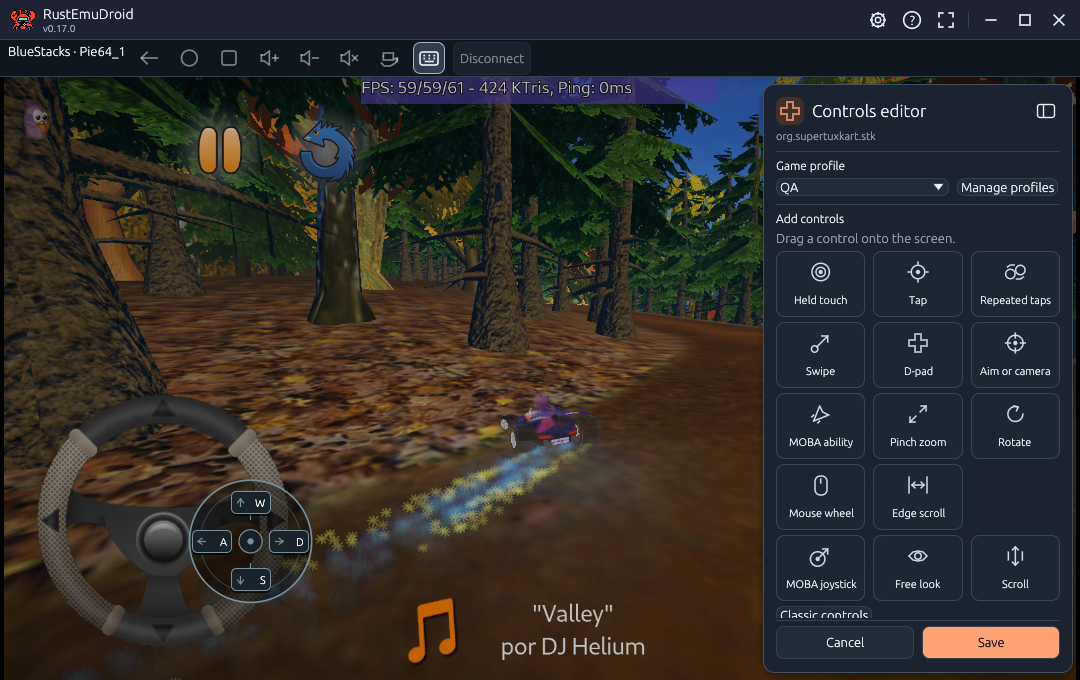 RustEmuDroid
v0.17.0
BlueStacks · Pie64_1
Disconnect
FPS: 59/59/61 - 424 KTris, Ping: 0ms
Controls editor
org.supertuxkart.stk
Game profile
QA
Manage profiles
Add controls
Drag a control onto the screen.
Held touch
Tap
Repeated taps
Swipe
D-pad
Aim or camera
MOBA ability
Pinch zoom
Rotate
Mouse wheel
Edge scroll
MOBA joystick
Free look
Scroll
Classic controls
Cancel
Save
W
A
D
S
"Valley"
por DJ Helium